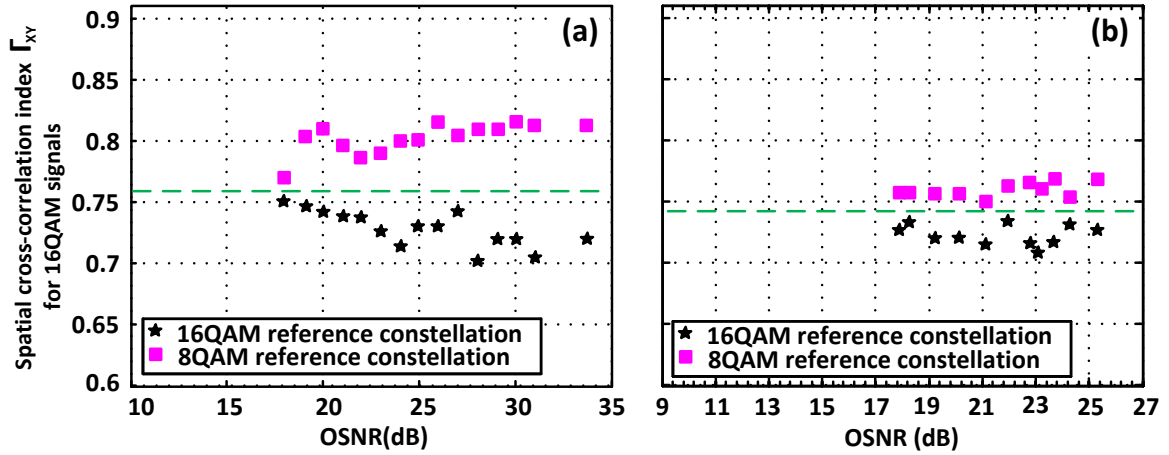 Spatial cross-correlation index ΓXY
for 16QAM signals
0.9
0.85
0.8
0.75
0.7
0.65
0.6
(a)
16QAM reference constellation
8QAM reference constellation
10 15 20 25 30 35
OSNR(dB)
(b)
16QAM reference constellation
8QAM reference constellation
9 11 13 15 17 19 21 23 25 27
OSNR (dB)